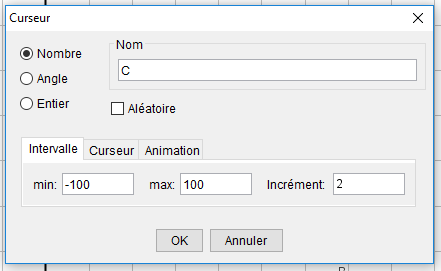 Curseur
Nombre
Nom
C
Angle
Entier
Aléatoire
Intervalle Curseur Animation
min: -100 max: 100 Incrément: 2
OK Annuler